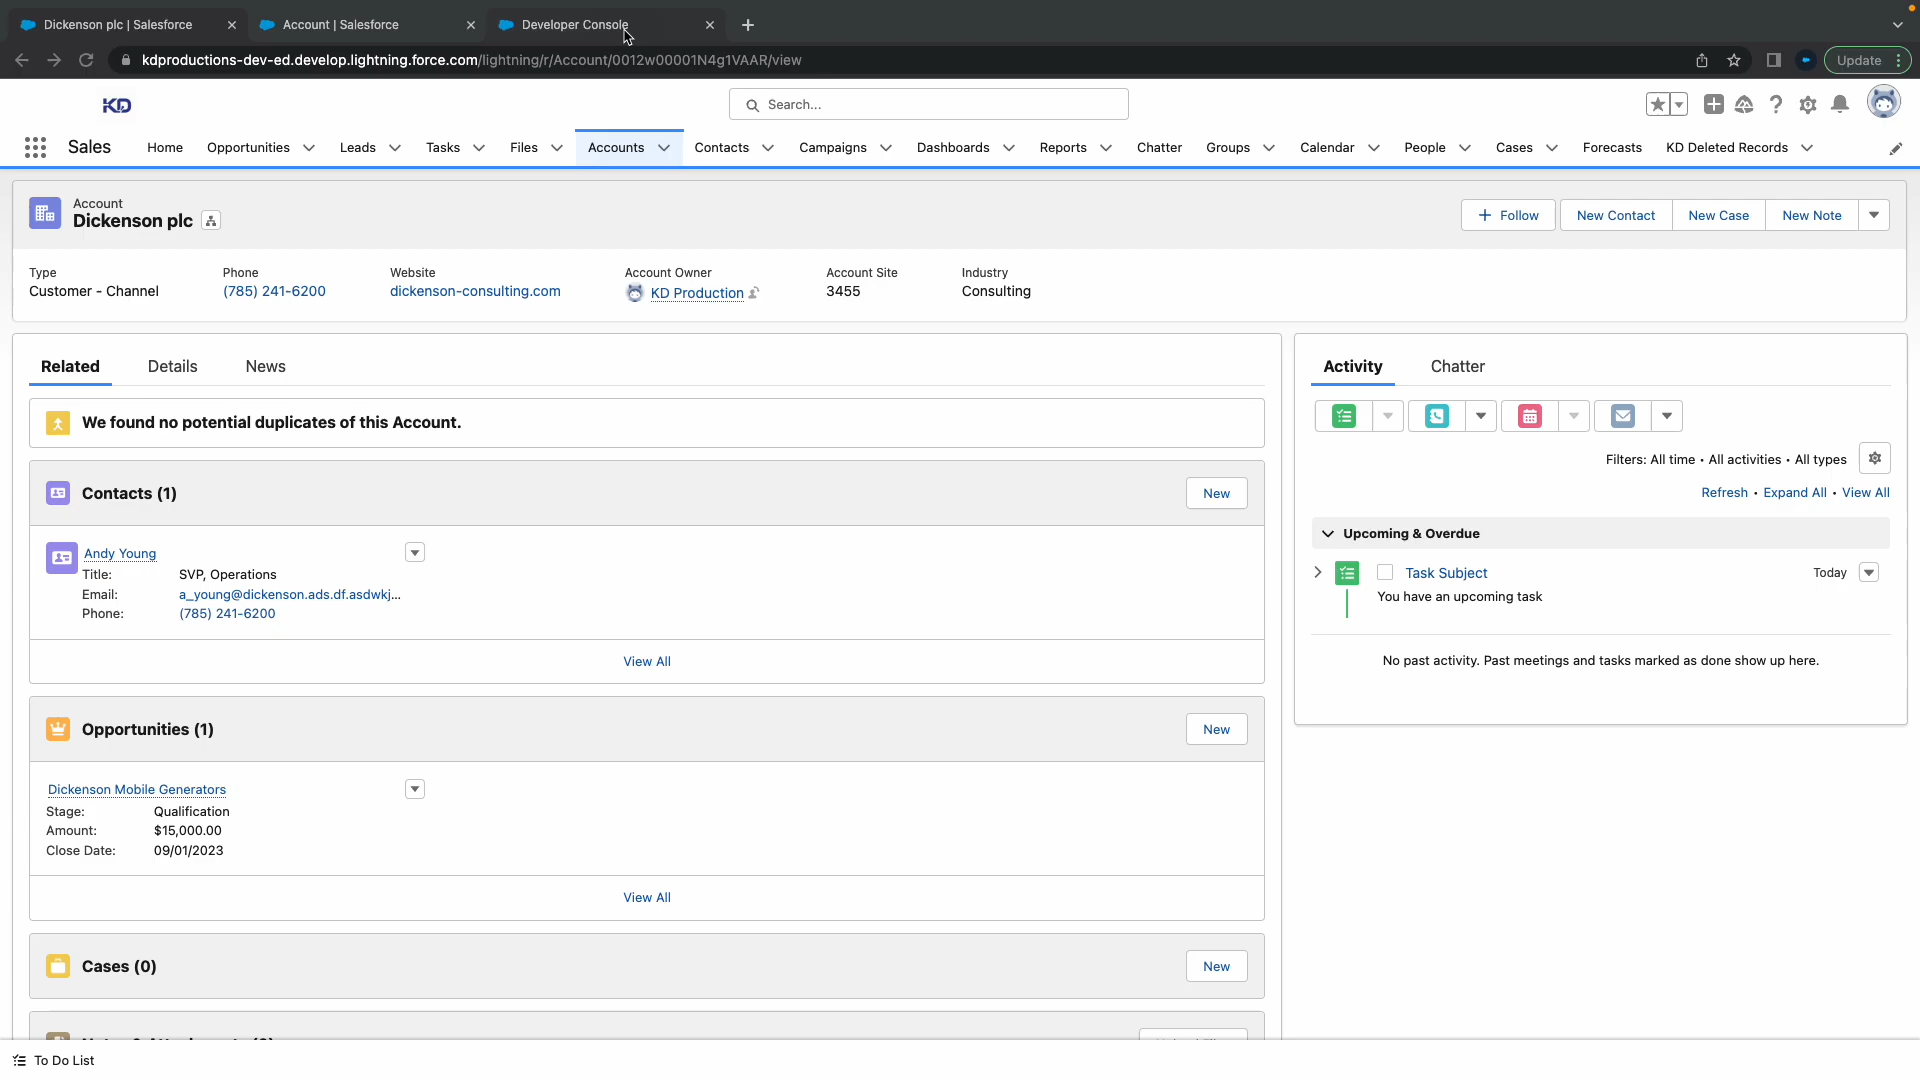 Dickenson plc | Salesforce
Account | Salesforce
Developer Console
kdproductions-dev-ed.develop.lightning.force.com/lightning/r/Account/0012w00001N4g1VAAR/view
Update
KD
Search...
Sales
Home
Opportunities
Leads
Tasks
Files
Accounts
Contacts
Campaigns
Dashboards
Reports
Chatter
Groups
Calendar
People
Cases
Forecasts
KD Deleted Records
Account
Dickenson plc
Follow
New Contact
New Case
New Note
Type
Customer - Channel
Phone
(785) 241-6200
Website
dickenson-consulting.com
Account Owner
KD Production
Account Site
3455
Industry
Consulting
Related
Details
News
We found no potential duplicates of this Account.
Contacts (1)
New
Andy Young
Title: SVP, Operations
Email: a_young@dickenson.ads.df.asdwkj...
Phone: (785) 241-6200
View All
Opportunities (1)
New
Dickenson Mobile Generators
Stage: Qualification
Amount: $15,000.00
Close Date: 09/01/2023
View All
Cases (0)
New
Activity
Chatter
Filters: All time • All activities • All types
Refresh • Expand All • View All
Upcoming & Overdue
Task Subject
Today
You have an upcoming task
No past activity. Past meetings and tasks marked as done show up here.
To Do List